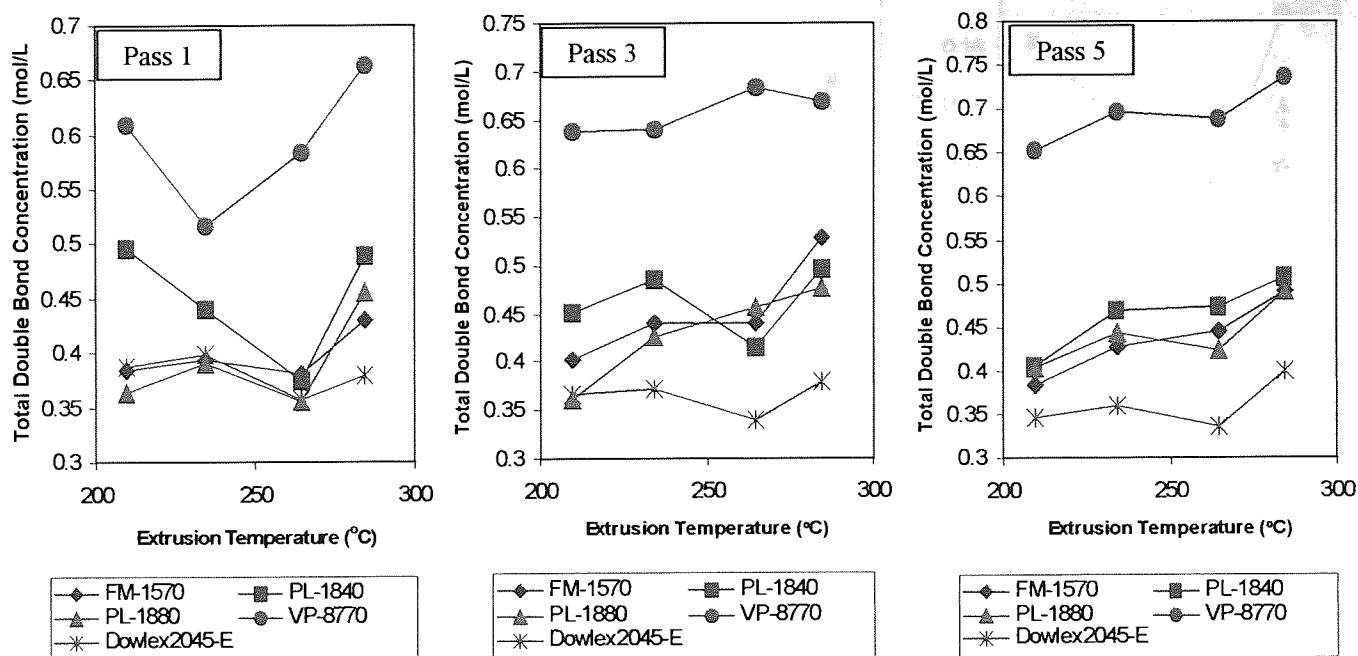 Pass 1
Total Double Bond Concentration (mol/L)
0.7
0.65
0.6
0.55
0.5
0.45
0.4
0.35
0.3
200
250
300
Extrusion Temperature (°C)
FM-1570
PL-1840
PL-1880
VP-8770
Dowlex2045-E
Pass 3
Total Double Bond Concentration (mol/L)
0.75
0.7
0.65
0.6
0.55
0.5
0.45
0.4
0.35
0.3
200
250
300
Extrusion Temperature (°C)
FM-1570
PL-1840
PL-1880
VP-8770
Dowlex2045-E
Pass 5
Total Double Bond Concentration (mol/L)
0.8
0.75
0.7
0.65
0.6
0.55
0.5
0.45
0.4
0.35
0.3
200
250
300
Extrusion Temperature (°C)
FM-1570
PL-1840
PL-1880
VP-8770
Dowlex2045-E